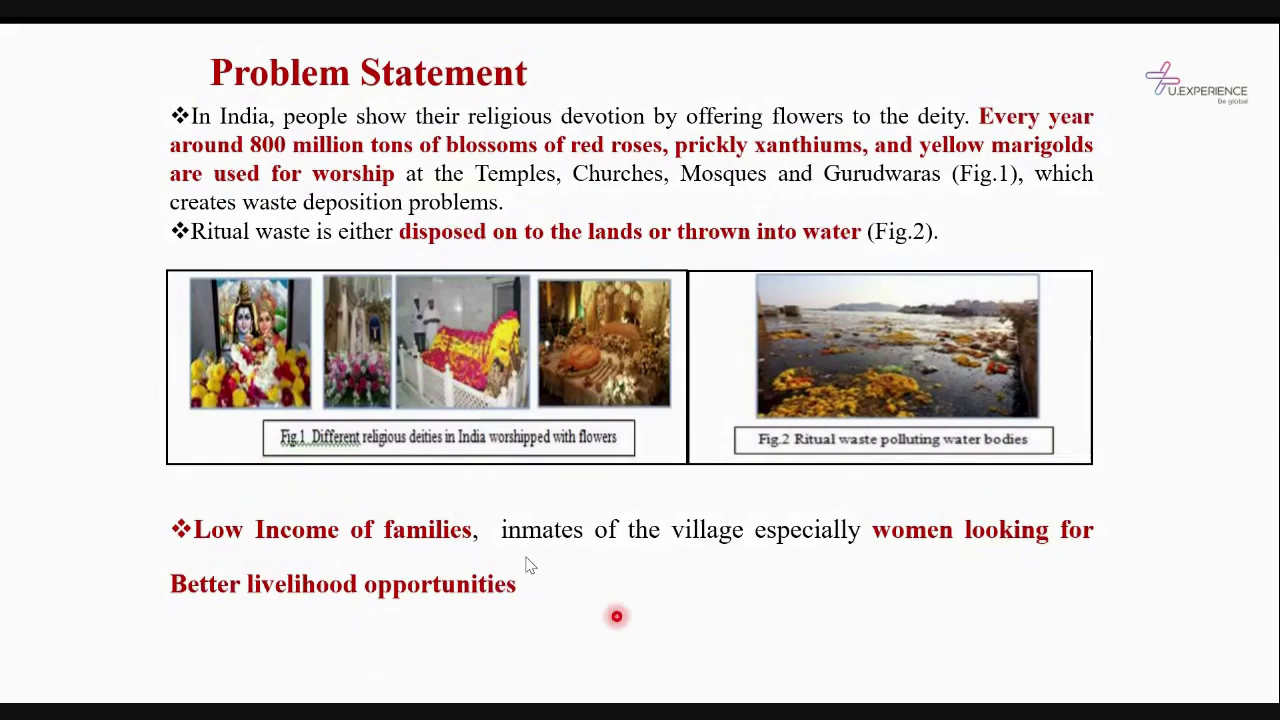 Problem Statement
U.EXPERIENCE
Be global
❖In India, people show their religious devotion by offering flowers to the deity. Every year
around 800 million tons of blossoms of red roses, prickly xanthiums, and yellow marigolds
are used for worship at the Temples, Churches, Mosques and Gurudwaras (Fig.1), which
creates waste deposition problems.
❖Ritual waste is either disposed on to the lands or thrown into water (Fig.2).
Fig.1 Different religious deities in India worshipped with flowers
Fig.2 Ritual waste polluting water bodies
❖Low Income of families, inmates of the village especially women looking for
Better livelihood opportunities